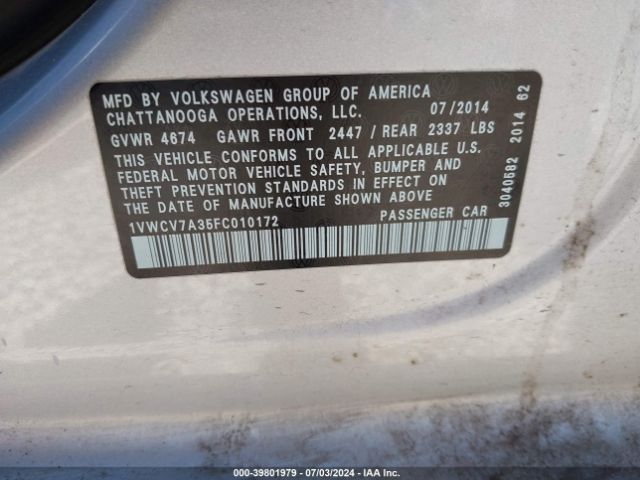 MFD BY VOLKSWAGEN GROUP OF AMERICA
CHATTANOOGA OPERATIONS, LLC. 07/2014
GVWR 4674 GAWR FRONT 2447 / REAR 2337 LBS
THIS VEHICLE CONFORMS TO ALL APPLICABLE U.S.
FEDERAL MOTOR VEHICLE SAFETY, BUMPER AND
THEFT PREVENTION STANDARDS IN EFFECT ON
THE DATE OF MANUFACTURE SHOWN ABOVE
1VWCV7A36FC010172 PASSENGER CAR
3040582 2014 62
000-39801979 / 07/03/2024 - IAA Inc.